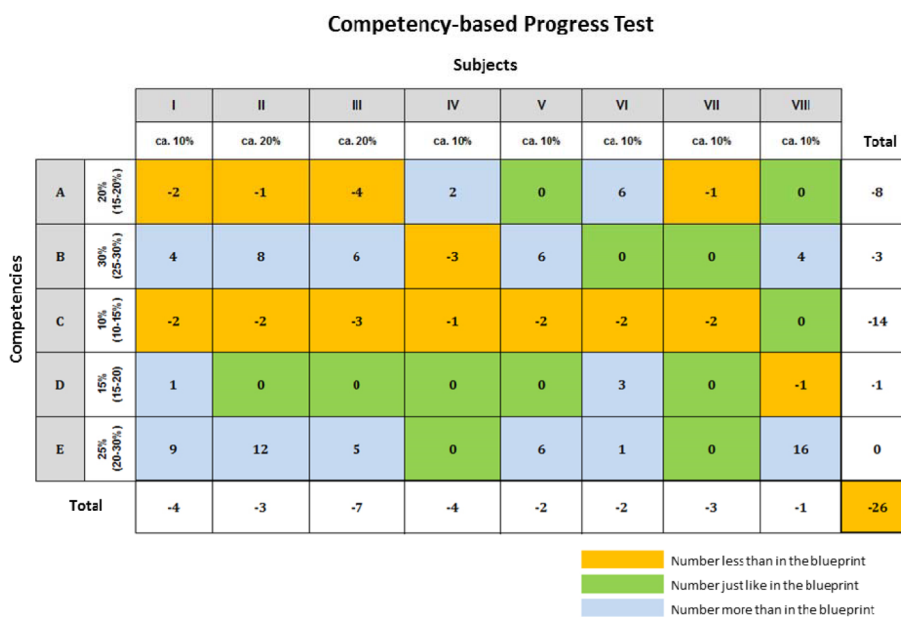 Competency-based Progress Test
Subjects
I II III IV V VI VII VIII
ca. 10% ca. 20% ca. 20% ca. 10% ca. 10% ca. 10% ca. 10% ca. 10% Total
Competencies
A 20% (15-20%) -2 -1 -4 2 0 6 -1 0 -8
B 30% (25-30%) 4 8 6 -3 6 0 0 4 -3
C 10% (10-15%) -2 -2 -3 -1 -2 -2 -2 0 -14
D 15% (15-20) 1 0 0 0 0 3 0 -1 -1
E 25% (20-30%) 9 12 5 0 6 1 0 16 0
Total -4 -3 -7 -4 -2 -2 -3 -1 -26
Number less than in the blueprint
Number just like in the blueprint
Number more than in the blueprint